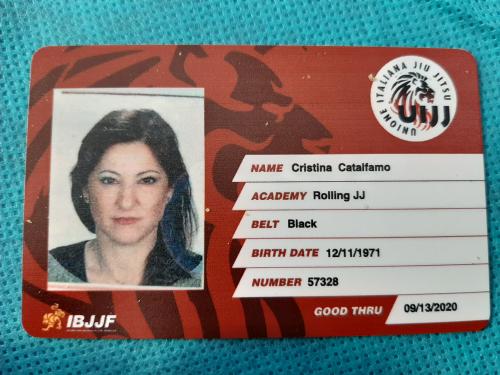 UNIONE ITALIANA JIU JITSU
UIJJ
NAME Cristina Catalfamo
ACADEMY Rolling JJ
BELT Black
BIRTH DATE 12/11/1971
NUMBER 57328
GOOD THRU 09/13/2020
IBJJF